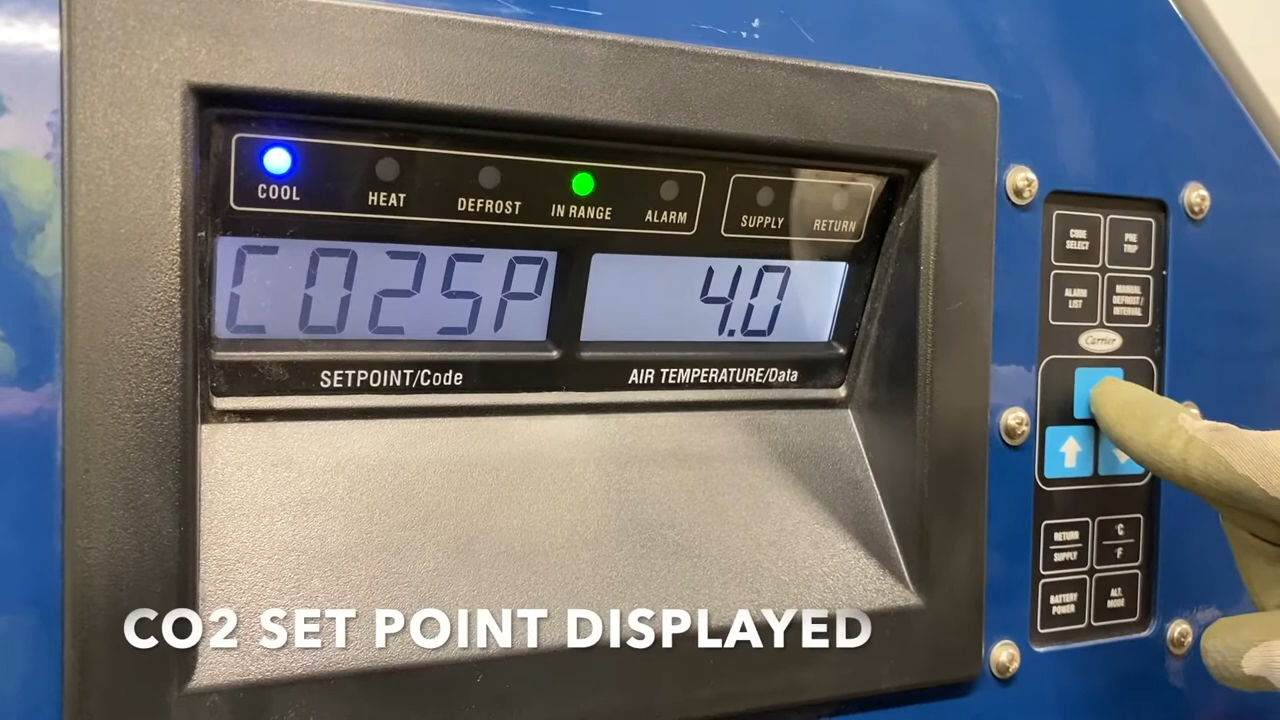 COOL
HEAT
DEFROST
IN RANGE
ALARM
SUPPLY
RETURN
CO2SP
4.0
SETPOINT/Code
AIR TEMPERATURE/Data
CODE
SELECT
PRE
TRIP
ALARM
LIST
MANUAL
DEFROST/
INTERVAL
Carrier
RETURN
SUPPLY
°C
°F
BATTERY
POWER
ALT.
MODE
CO2 SET POINT DISPLAYED